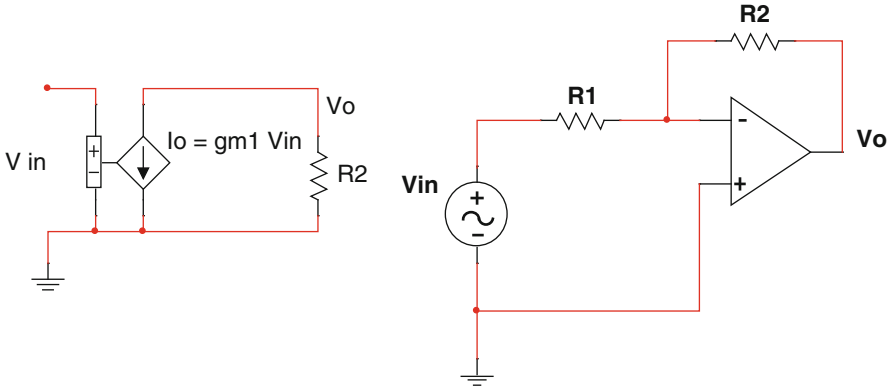 Vo
Io = gm1 Vin
V in
+
−
R2
R2
R1
-
+
Vo
Vin
+
−